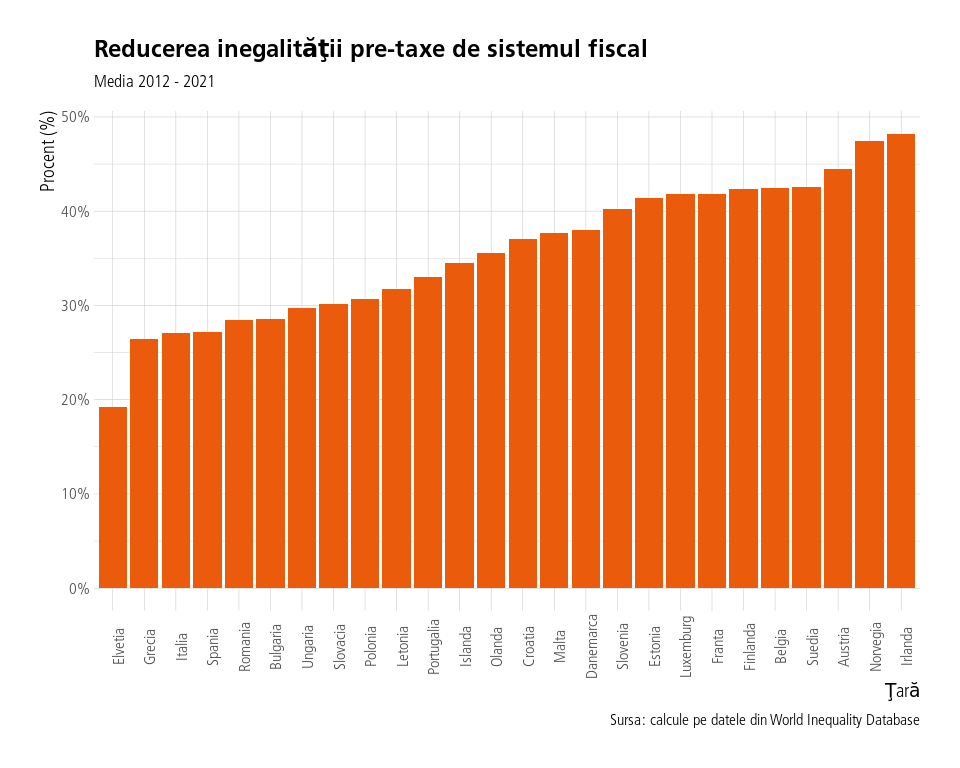 Reducerea inegalităţii pre-taxe de sistemul fiscal
Media 2012 - 2021
Procent (%)
50%
40%
30%
20%
10%
0%
Elvetia
Grecia
Italia
Spania
Romania
Bulgaria
Ungaria
Slovacia
Polonia
Letonia
Portugalia
Islanda
Olanda
Croatia
Malta
Danemarca
Slovenia
Estonia
Luxemburg
Franta
Finlanda
Belgia
Suedia
Austria
Norvegia
Irlanda
Ţară
Sursa: calcule pe datele din World Inequality Database